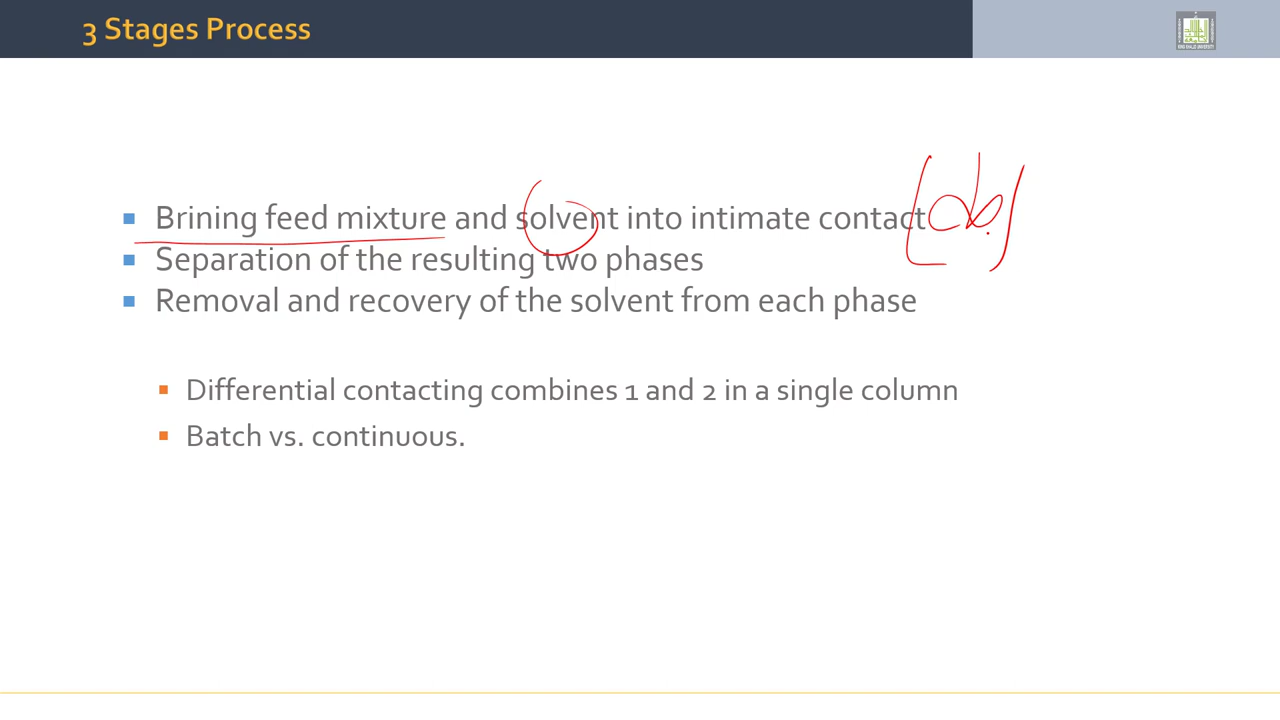 3 Stages Process
Brining feed mixture and solvent into intimate contact
Separation of the resulting two phases
Removal and recovery of the solvent from each phase
Differential contacting combines 1 and 2 in a single column
Batch vs. continuous.